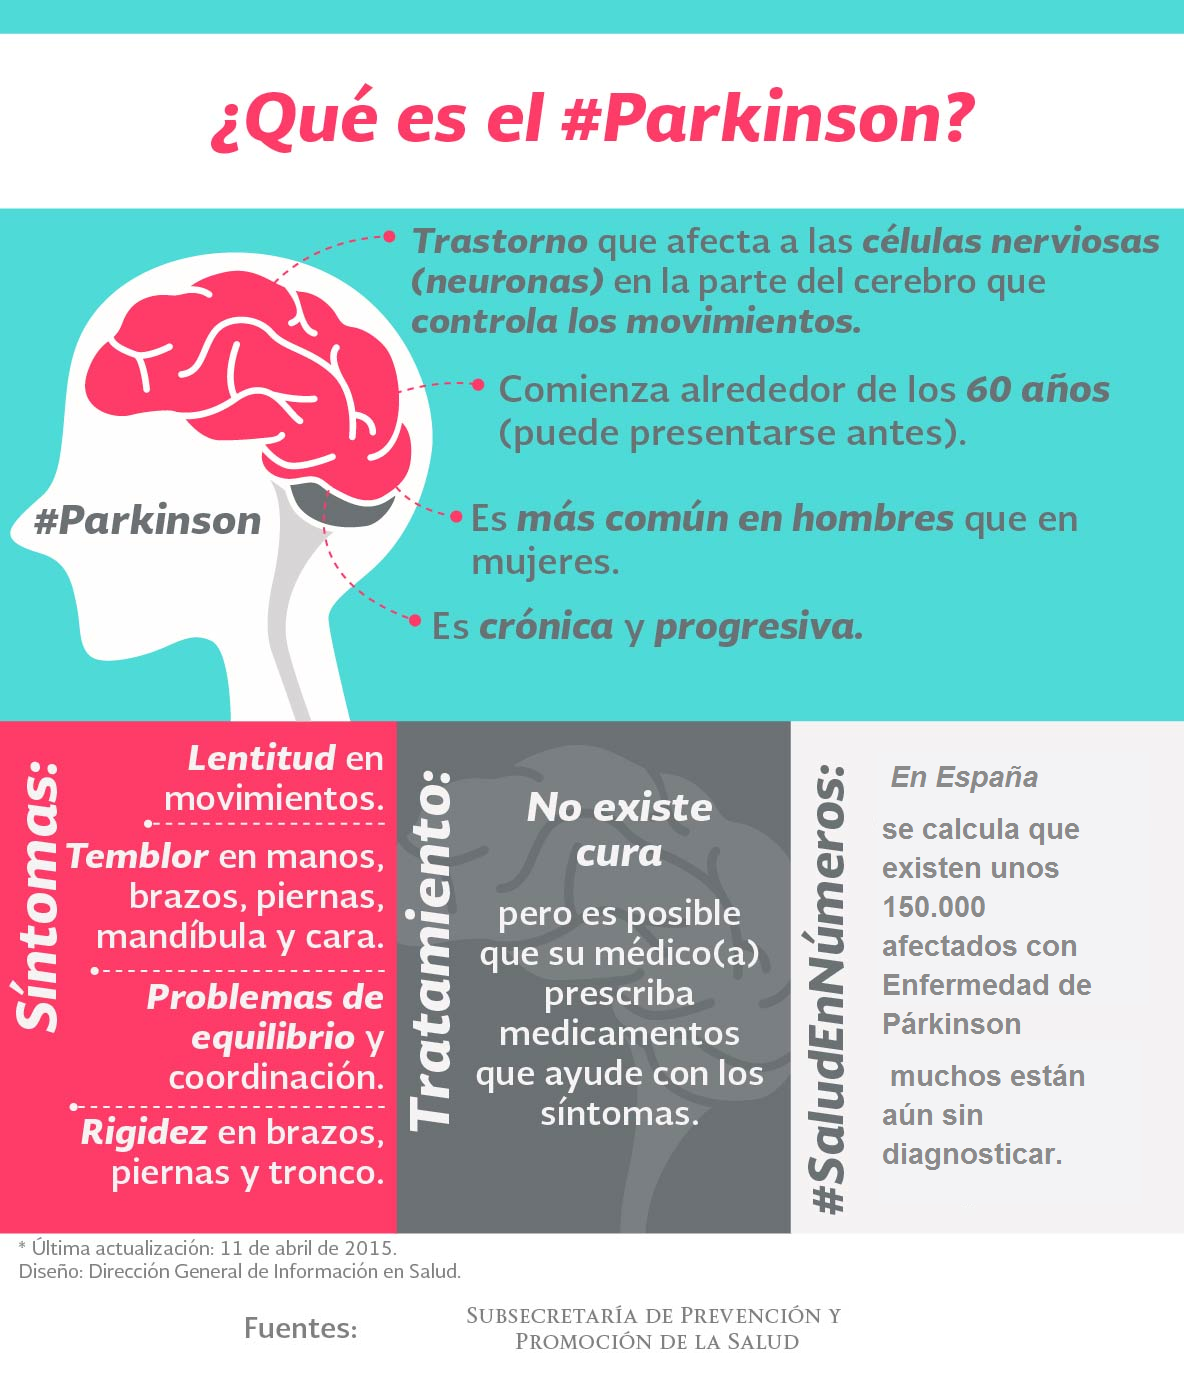 ¿Qué es el #Parkinson?
Trastorno que afecta a las células nerviosas
(neuronas) en la parte del cerebro que
controla los movimientos.
Comienza alrededor de los 60 años
(puede presentarse antes).
#Parkinson
Es más común en hombres que en
mujeres.
Es crónica y progresiva.
Síntomas:
Lentitud en
movimientos.
Temblor en manos,
brazos, piernas,
mandíbula y cara.
Problemas de
equilibrio y
coordinación.
Rigidez en brazos,
piernas y tronco.
Tratamiento:
No existe
cura
pero es posible
que su médico(a)
prescriba
medicamentos
que ayude con los
síntomas.
#SaludEnNúmeros:
En España
se calcula que
existen unos
150.000
afectados con
Enfermedad de
Párkinson
muchos están
aún sin
diagnosticar.
* Última actualización: 11 de abril de 2015.
Diseño: Dirección General de Información en Salud.
Fuentes:
Subsecretaría de Prevención y
Promoción de la Salud